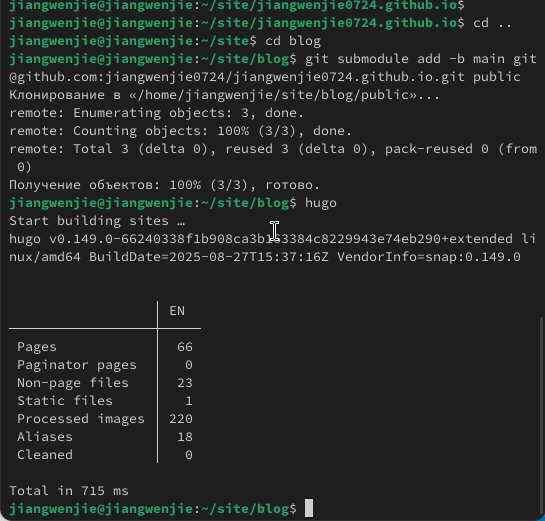 jiangwenjie@jiangwenjie:~/site/jiangwenjie0724.github.io$
jiangwenjie@jiangwenjie:~/site/jiangwenjie0724.github.io$ cd ..
jiangwenjie@jiangwenjie:~/site$ cd blog
jiangwenjie@jiangwenjie:~/site/blog$ git submodule add -b main git
@github.com:jiangwenjie0724/jiangwenjie0724.github.io.git public
Клонирование в «/home/jiangwenjie/site/blog/public»...
remote: Enumerating objects: 3, done.
remote: Counting objects: 100% (3/3), done.
remote: Total 3 (delta 0), reused 3 (delta 0), pack-reused 0 (from
0)
Получение объектов: 100% (3/3), готово.
jiangwenjie@jiangwenjie:~/site/blog$ hugo
Start building sites …
hugo v0.149.0-66240338f1b908ca3b163384c8229943e74eb290+extended li
nux/amd64 BuildDate=2025-08-27T15:37:16Z VendorInfo=snap:0.149.0
EN
Pages 66
Paginator pages 0
Non-page files 23
Static files 1
Processed images 220
Aliases 18
Cleaned 0
Total in 715 ms
jiangwenjie@jiangwenjie:~/site/blog$